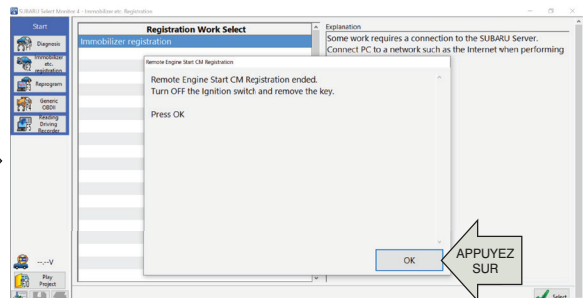 SUBARU Select Monitor 4 - Immobilizer etc. Registration
Start
Diagnosis
Immobilizer
etc.
registration
Reprogram
Generic
OBDII
Reading
Driving
Recorder
--.--V
Play
Project
Registration Work Select
Immobilizer registration
Explanation
Some work requires a connection to the SUBARU Server.
Connect PC to a network such as the Internet when performing
Remote Engine Start CM Registration
Remote Engine Start CM Registration ended.
Turn OFF the Ignition switch and remove the
key.
Press OK
OK
APPUYEZ
SUR
Select